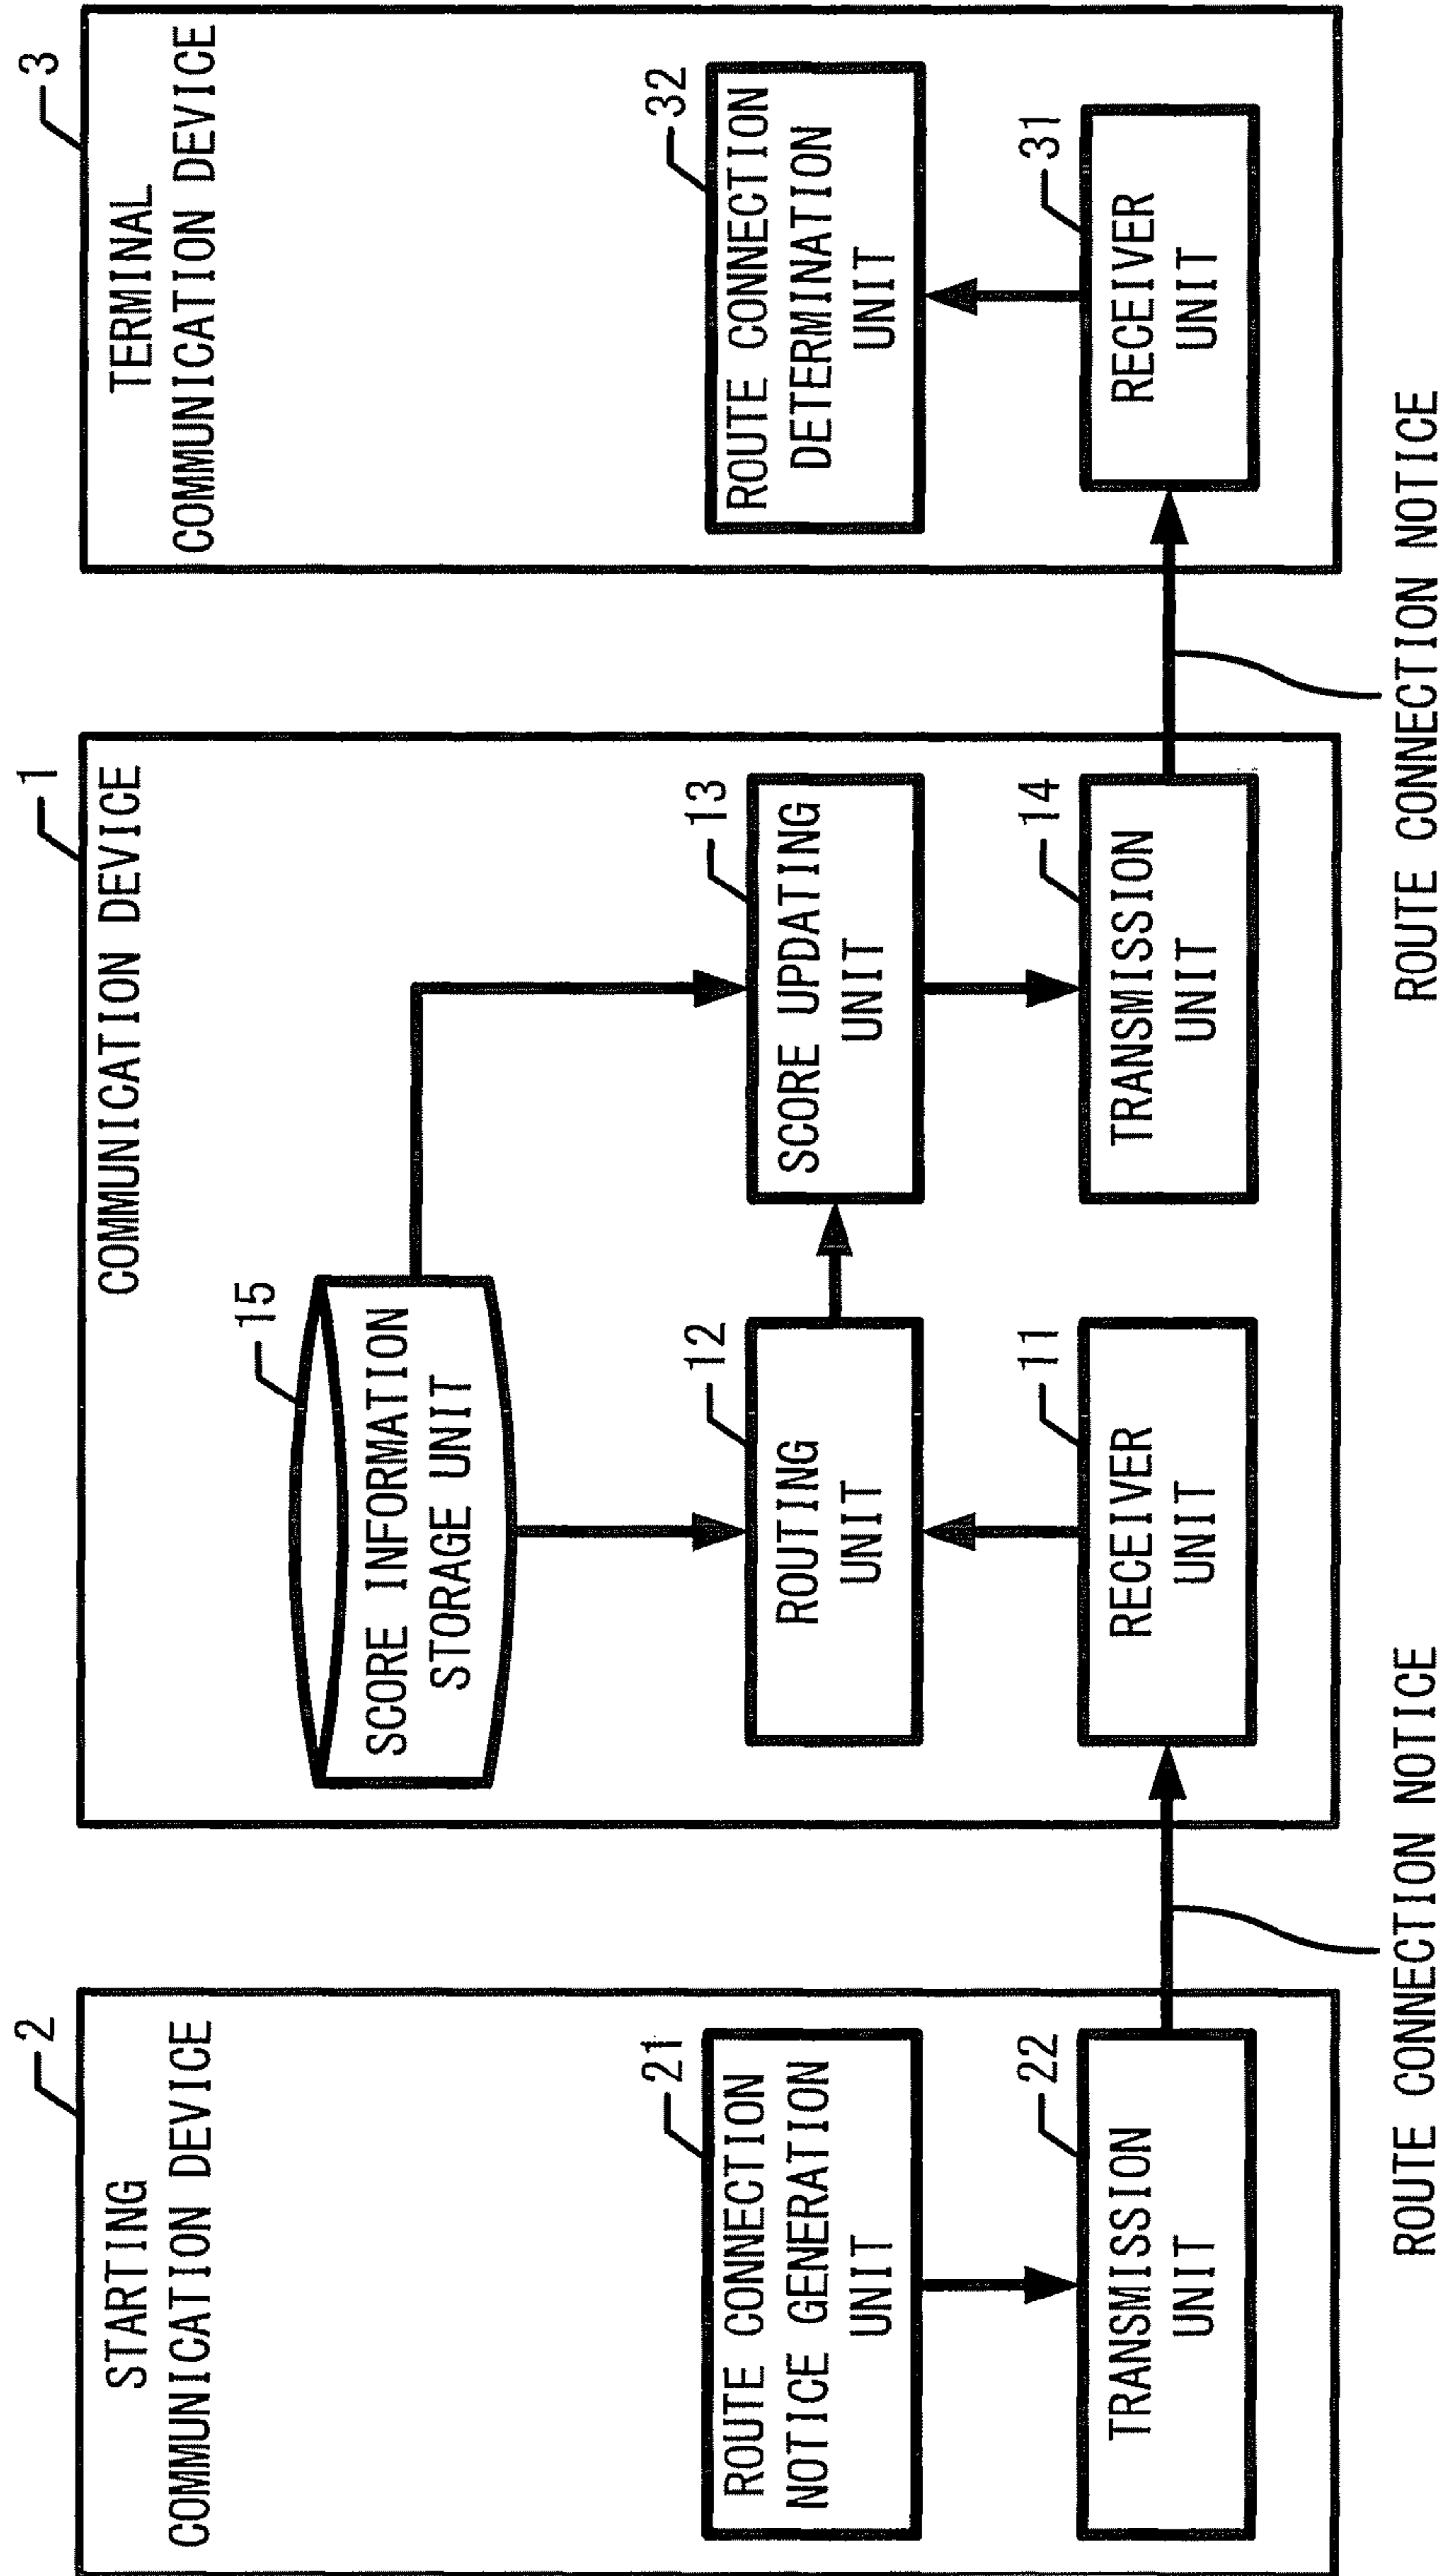 2
STARTING
COMMUNICATION DEVICE
21
ROUTE CONNECTION
NOTICE GENERATION
UNIT
22
TRANSMISSION
UNIT
ROUTE CONNECTION NOTICE
1
COMMUNICATION DEVICE
15
SCORE INFORMATION
STORAGE UNIT
12
ROUTING
UNIT
13
SCORE UPDATING
UNIT
11
RECEIVER
UNIT
14
TRANSMISSION
UNIT
ROUTE CONNECTION NOTICE
3
TERMINAL
COMMUNICATION DEVICE
32
ROUTE CONNECTION
DETERMINATION
UNIT
31
RECEIVER
UNIT